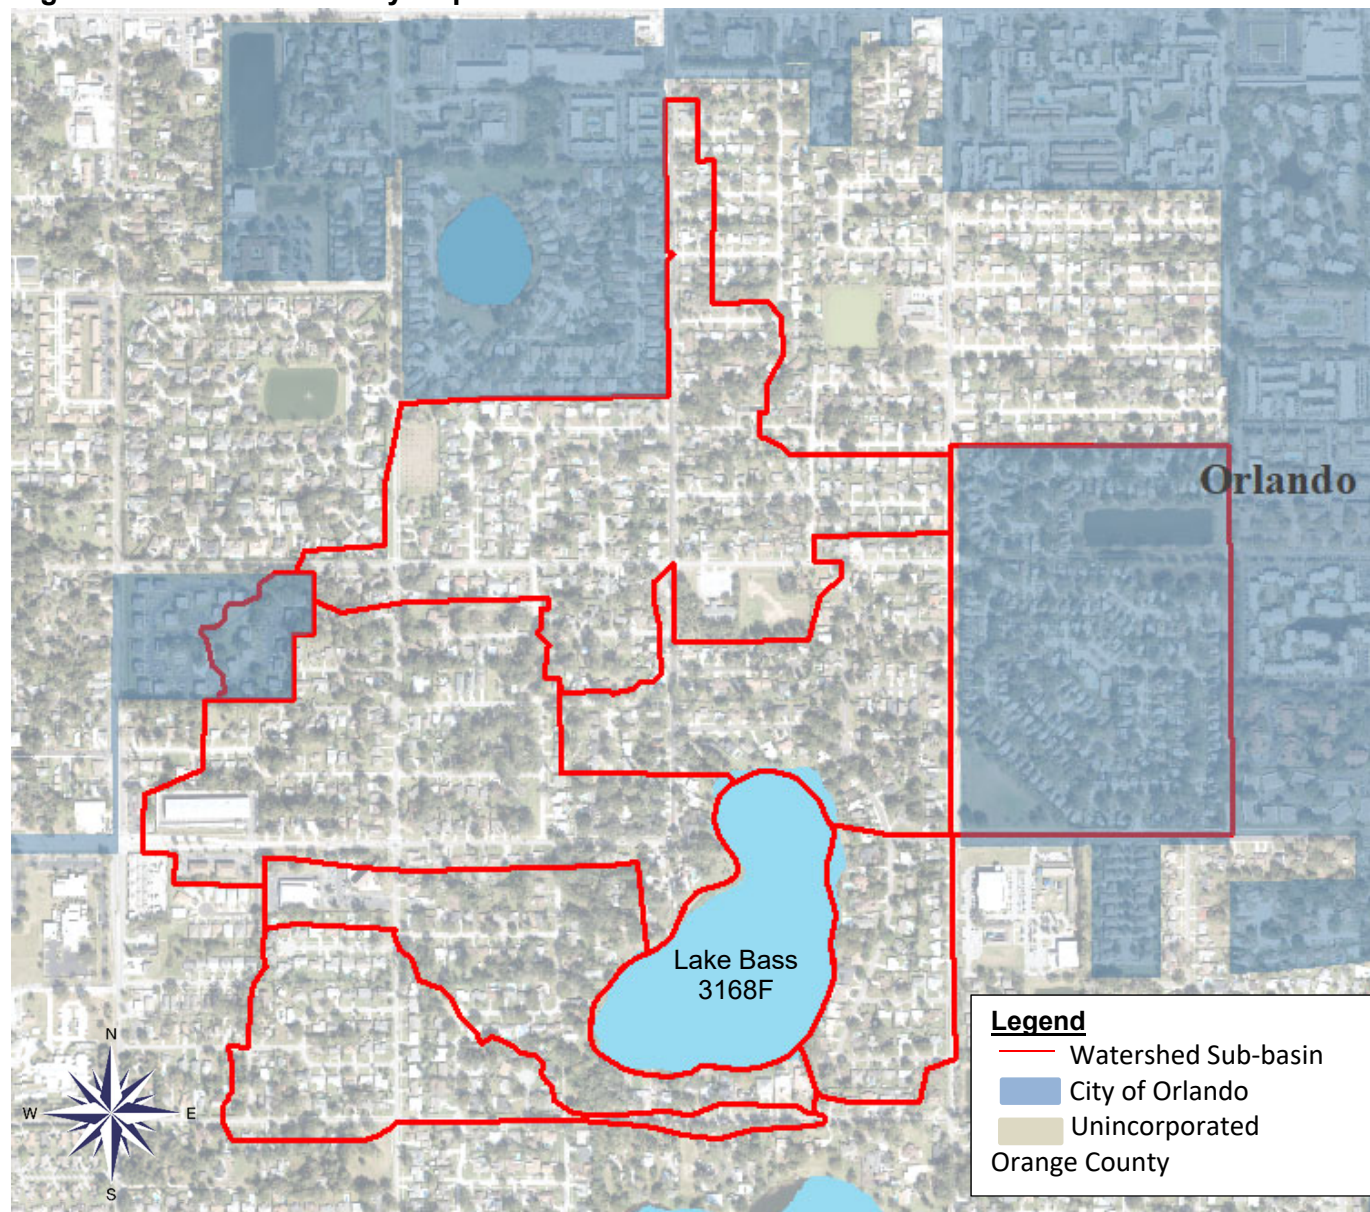 Orlando
Lake Bass
3168F
N
W
E
S
Legend
Watershed Sub-basin
City of Orlando
Unincorporated
Orange County